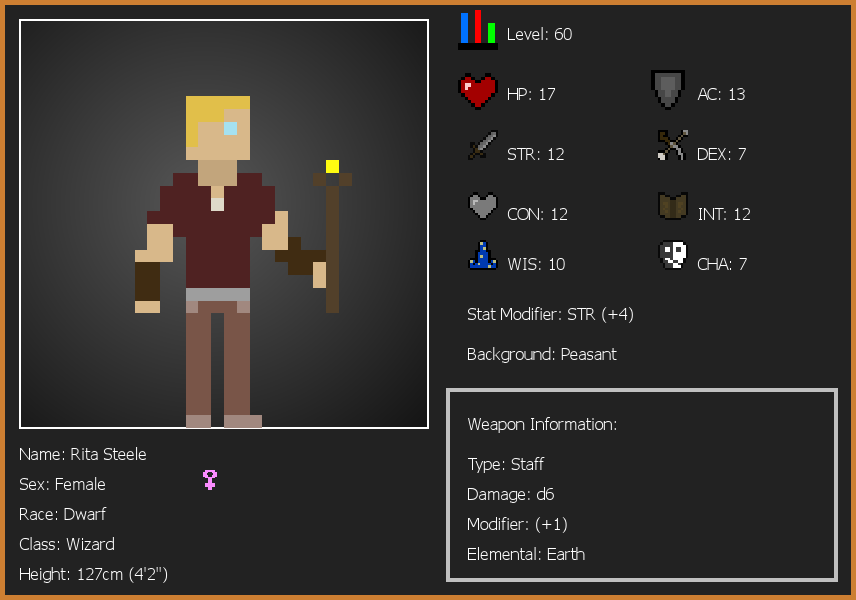 Level: 60
HP: 17
AC: 13
STR: 12
DEX: 7
CON: 12
INT: 12
WIS: 10
CHA: 7
Stat Modifier: STR (+4)
Background: Peasant
Weapon Information:
Type: Staff
Damage: d6
Modifier: (+1)
Elemental: Earth
Name: Rita Steele
Sex: Female
Race: Dwarf
Class: Wizard
Height: 127cm (4'2")